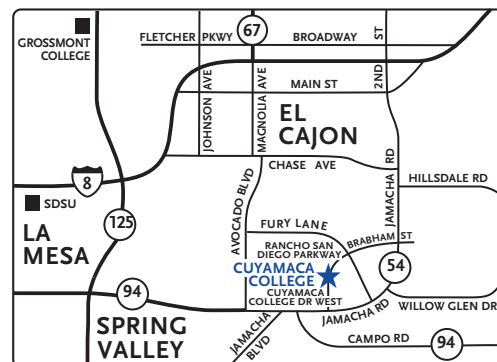 GROSSMONT
COLLEGE
FLETCHER PKWY
67
BROADWAY
2ND ST
JOHNSON AVE
MAGNOLIA AVE
MAIN ST
EL
CAJON
CHASE AVE
8
SDSU
HILLSDALE RD
JAMACHA RD
125
LA
MESA
AVOCADO BLVD
FURY LANE
RANCHO SAN
DIEGO PARKWAY
BRABHAM ST
CUYAMACA
COLLEGE
54
CUYAMACA
COLLEGE DR WEST
94
WILLOW GLEN DR
JAMACHA RD
SPRING
VALLEY
JAMACHA
BLVD
CAMPO RD
94